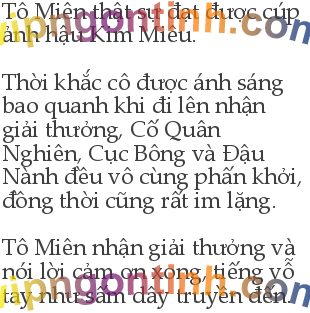 Tô Miên thật sự đạt được cúp
ảnh hậu Kim Miêu.
Thời khắc cô được ánh sáng
bao quanh khi đi lên nhận
giải thưởng, Cố Quân
Nghiên, Cục Bông và Đậu
Nành đều vô cùng phấn khởi,
đồng thời cũng rất im lặng.
Tô Miên nhận giải thưởng và
nói lời cảm ơn xong, tiếng vỗ
tay như sấm dậy truyền đến.